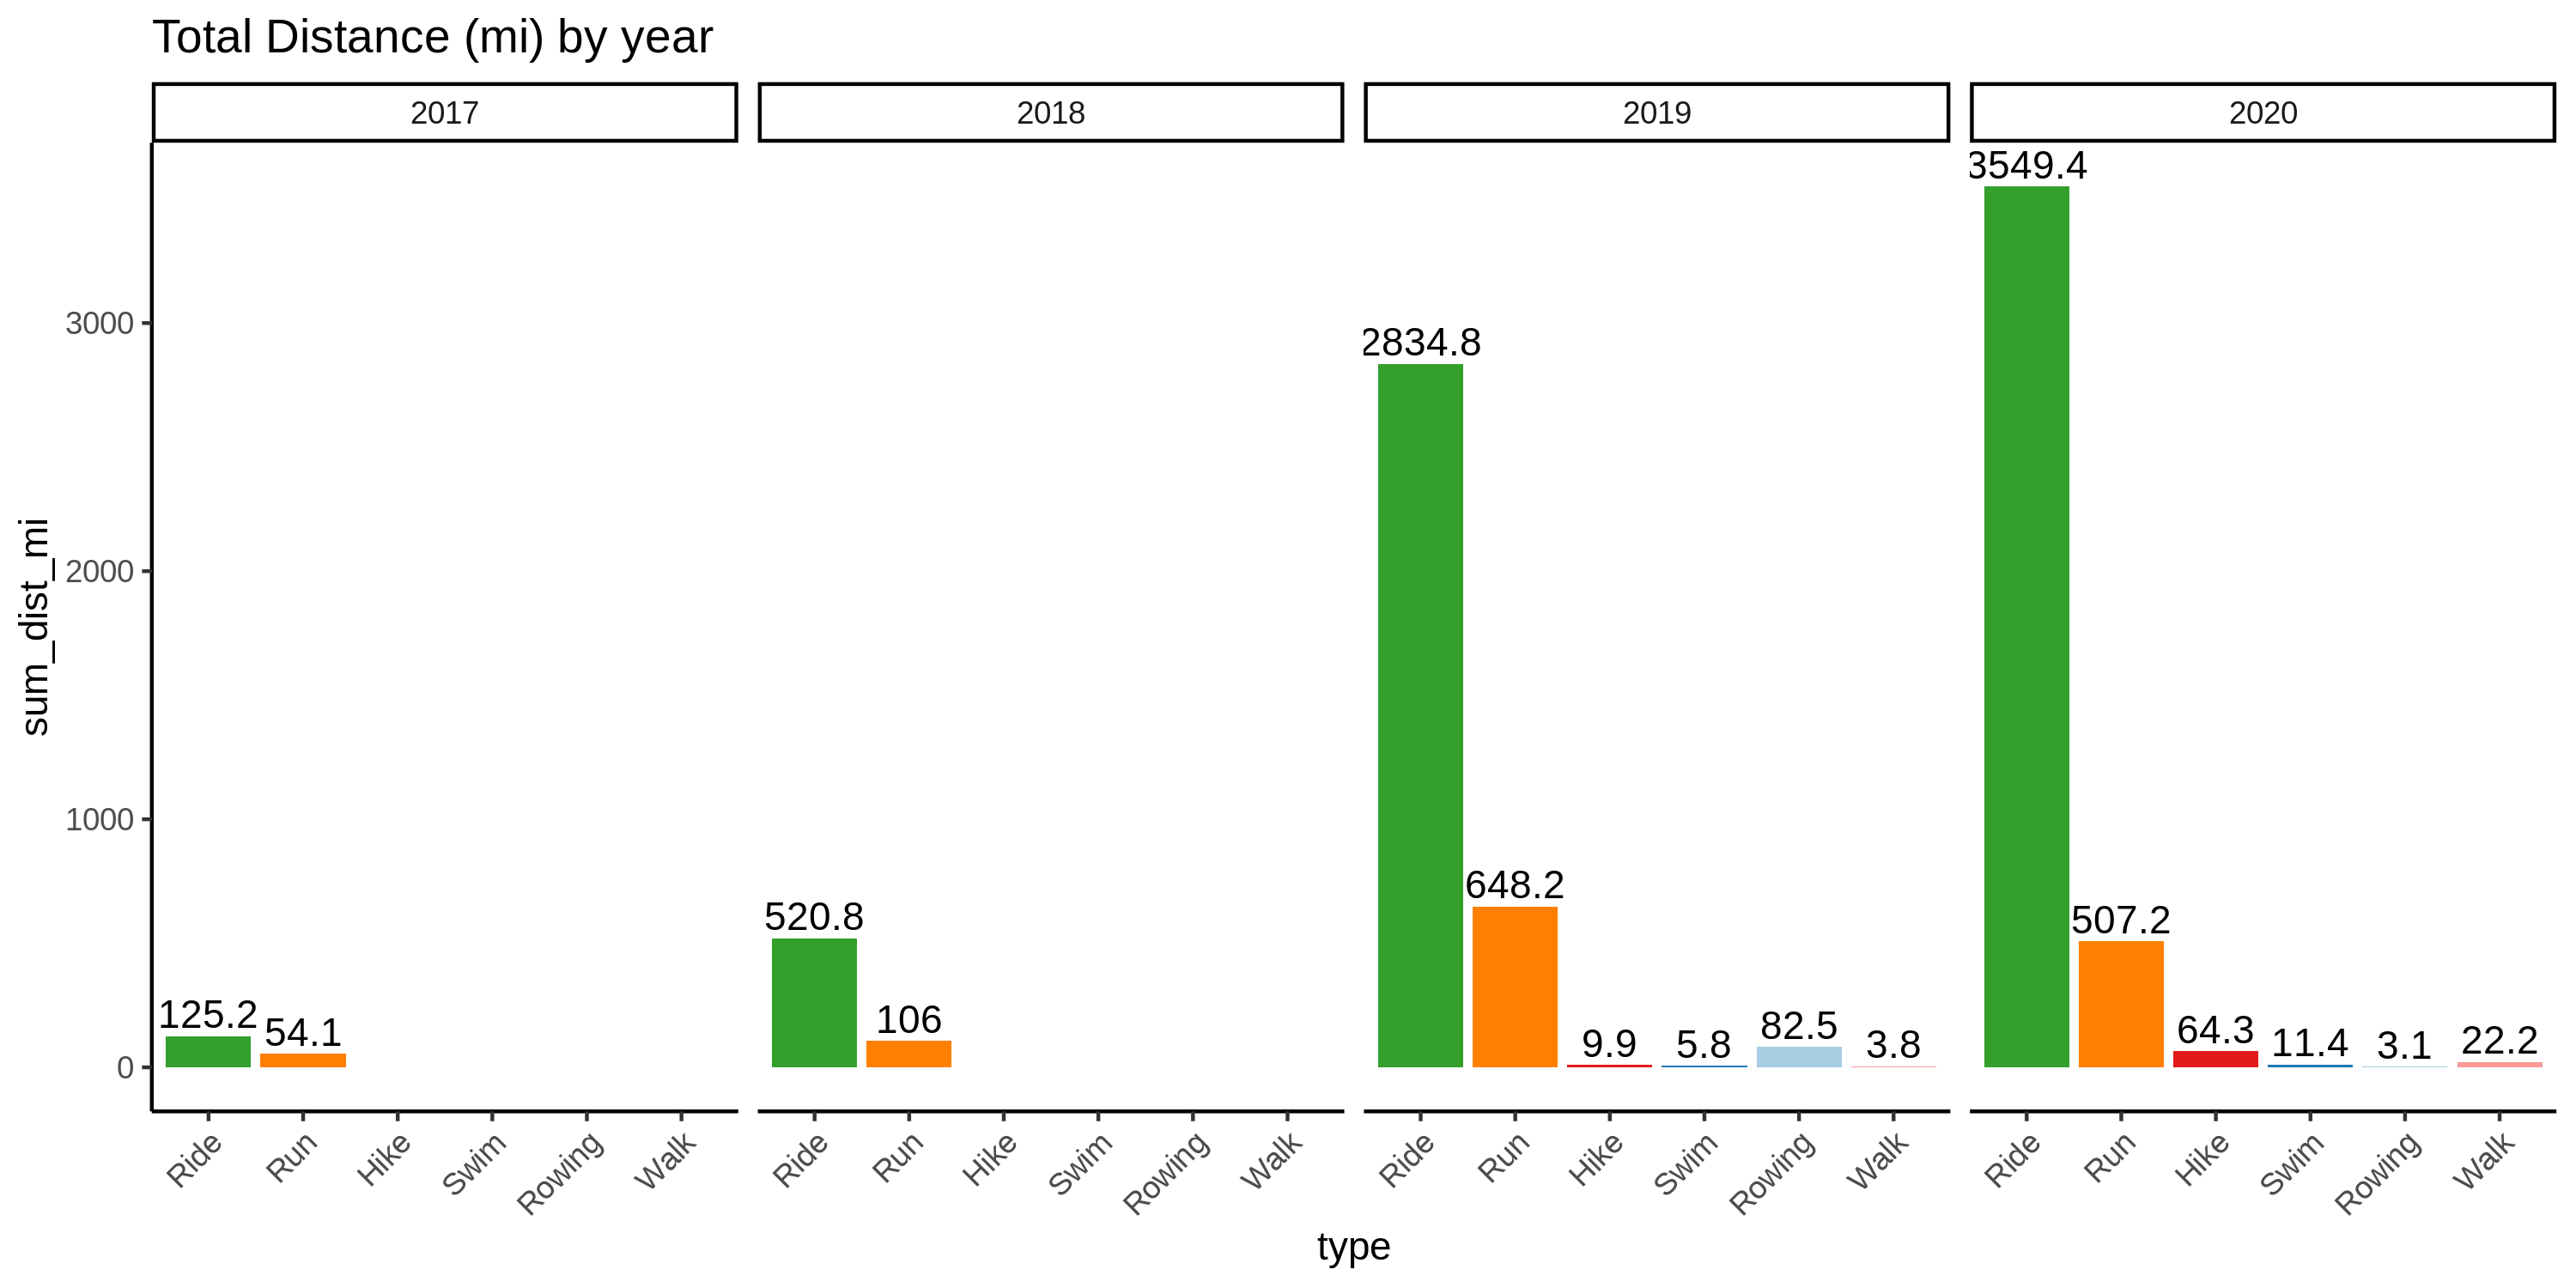 Total Distance (mi) by year
2017 2018 2019 2020
sum_dist_mi
3000
2000
1000
0
125.2 54.1
520.8 106
2834.8 648.2 9.9 5.8 82.5 3.8
3549.4 507.2 64.3 11.4 3.1 22.2
Ride Run Hike Swim Rowing Walk
Ride Run Hike Swim Rowing Walk
Ride Run Hike Swim Rowing Walk
Ride Run Hike Swim Rowing Walk
type